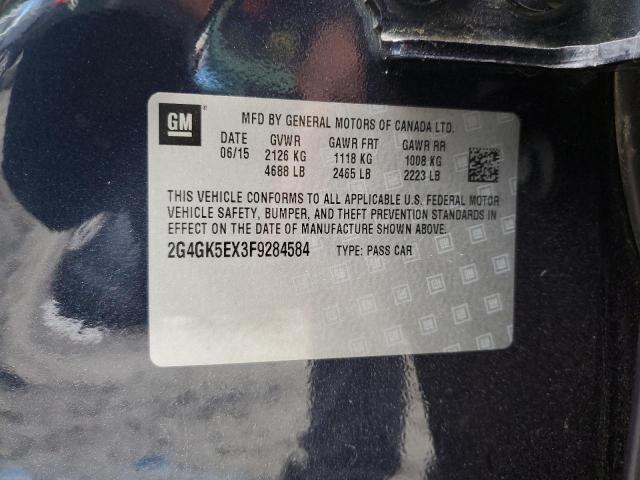 GM
MFD BY GENERAL MOTORS OF CANADA LTD.
DATE GVWR GAWR FRT GAWR RR
06/15 2126 KG 1118 KG 1008 KG
4688 LB 2465 LB 2223 LB
THIS VEHICLE CONFORMS TO ALL APPLICABLE U.S. FEDERAL MOTOR
VEHICLE SAFETY, BUMPER, AND THEFT PREVENTION STANDARDS IN
EFFECT ON THE DATE OF MANUFACTURE SHOWN ABOVE.
2G4GK5EX3F9284584 TYPE: PASS CAR